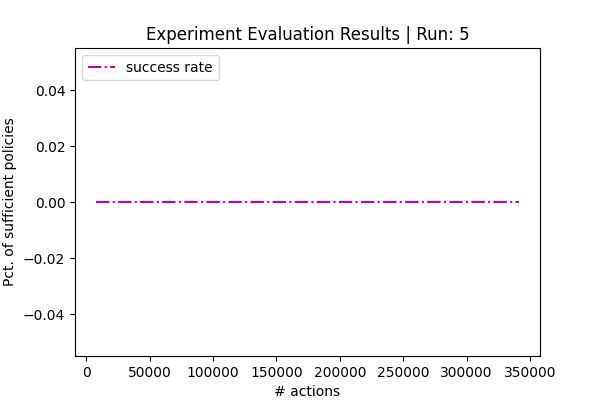 Experiment Evaluation Results | Run: 5
success rate
Pct. of sufficient policies
0.04
0.02
0.00
−0.02
−0.04
0 50000 100000 150000 200000 250000 300000 350000
# actions